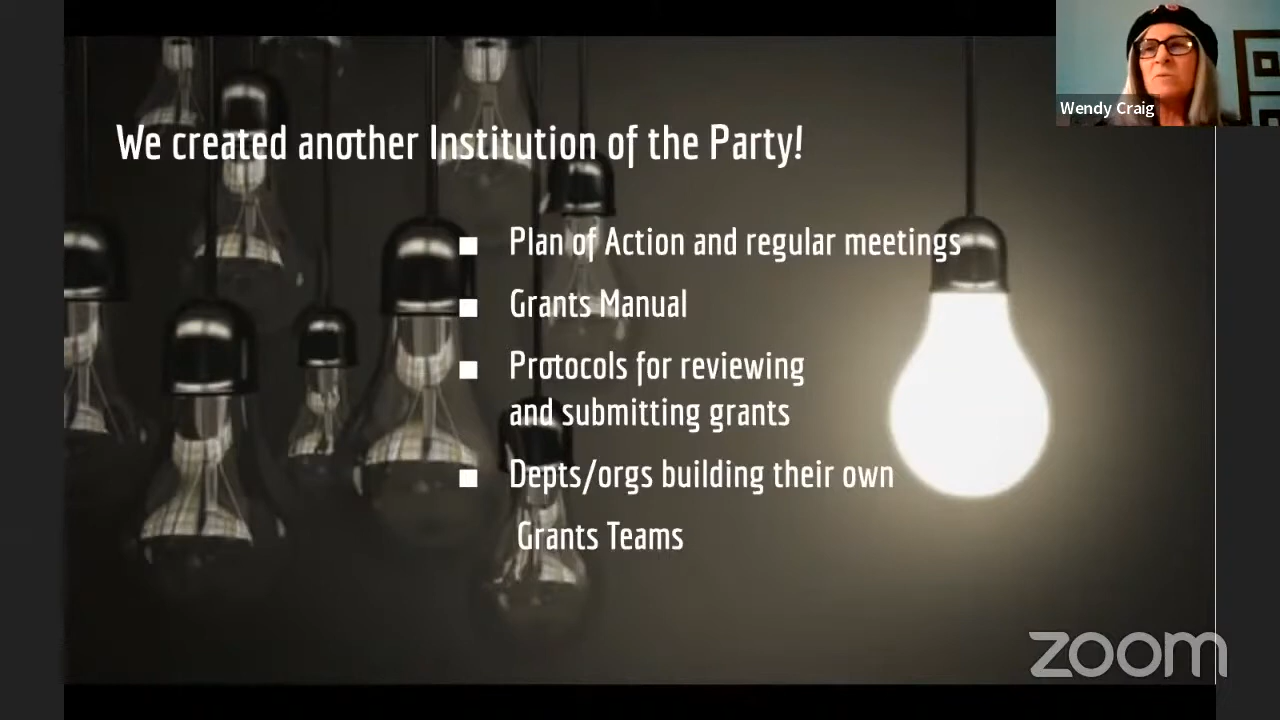 We created another Institution of the Party!
Wendy Craig
Plan of Action and regular meetings
Grants Manual
Protocols for reviewing
and submitting grants
Depts/orgs building their own
Grants Teams
zoom